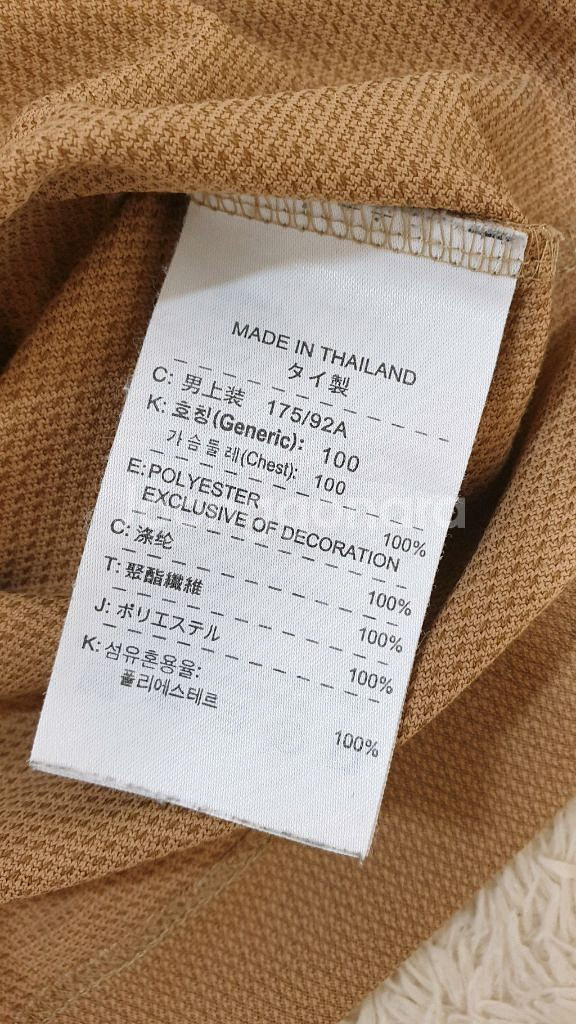 MADE IN THAILAND
タイ製
C: 男上装 175/92A
K: 호칭(Generic): 100
가슴둘레(Chest): 100
E: POLYESTER 100%
EXCLUSIVE OF DECORATION
C: 涤纶 100%
T: 聚酯纖維 100%
J: ポリエステル 100%
K: 섬유혼용율:
폴리에스테르 100%